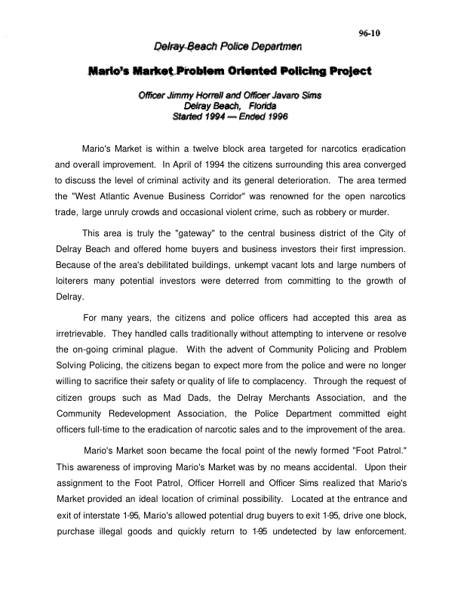 96-10
Delray Beach Police Departmen
Mario's Market Problem Oriented Policing Project
Officer Jimmy Horrell and Officer Javaro Sims
Delray Beach, Florida
Started 1994 — Ended 1996
Mario's Market is within a twelve block area targeted for narcotics eradication
and overall improvement. In April of 1994 the citizens surrounding this area converged
to discuss the level of criminal activity and its general deterioration. The area termed
the "West Atlantic Avenue Business Corridor" was renowned for the open narcotics
trade, large unruly crowds and occasional violent crime, such as robbery or murder.
This area is truly the "gateway" to the central business district of the City of
Delray Beach and offered home buyers and business investors their first impression.
Because of the area's debilitated buildings, unkempt vacant lots and large numbers of
loiterers many potential investors were deterred from committing to the growth of
Delray.
For many years, the citizens and police officers had accepted this area as
irretrievable. They handled calls traditionally without attempting to intervene or resolve
the on-going criminal plague. With the advent of Community Policing and Problem
Solving Policing, the citizens began to expect more from the police and were no longer
willing to sacrifice their safety or quality of life to complacency. Through the request of
citizen groups such as Mad Dads, the Delray Merchants Association, and the
Community Redevelopment Association, the Police Department committed eight
officers full-time to the eradication of narcotic sales and to the improvement of the area.
Mario's Market soon became the focal point of the newly formed "Foot Patrol."
This awareness of improving Mario's Market was by no means accidental. Upon their
assignment to the Foot Patrol, Officer Horrell and Officer Sims realized that Mario's
Market provided an ideal location of criminal possibility. Located at the entrance and
exit of interstate 1-95, Mario's allowed potential drug buyers to exit 1-95, drive one block,
purchase illegal goods and quickly return to 1-95 undetected by law enforcement.